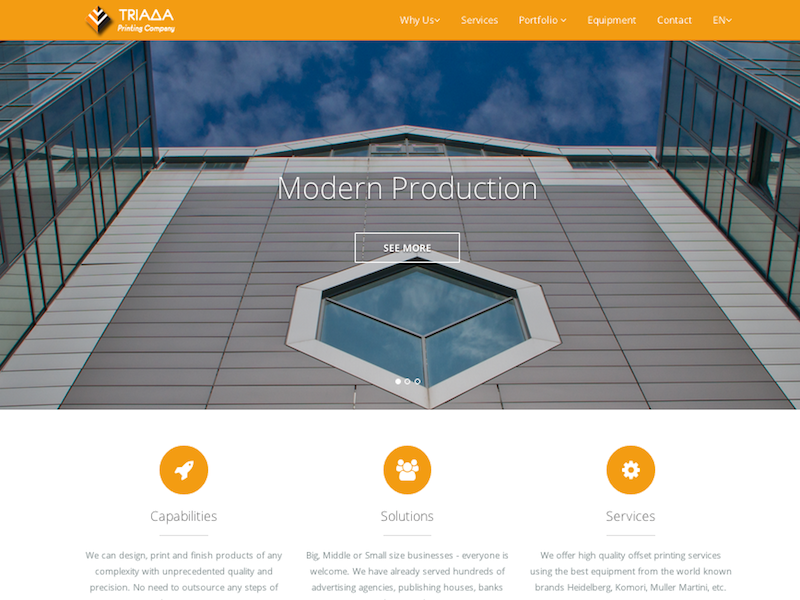 TRIADA
Printing Company
Why Us
Services
Portfolio
Equipment
Contact
EN
Modern Production
SEE MORE
Capabilities
Solutions
Services
We can design, print and finish products of any
complexity with unprecedented quality and
precision. No need to outsource any steps of
Big, Middle or Small size businesses - everyone is
welcome. We have already served hundreds of
advertising agencies, publishing houses, banks
We offer high quality offset printing services
using the best equipment from the world known
brands Heidelberg, Komori, Muller Martini, etc.